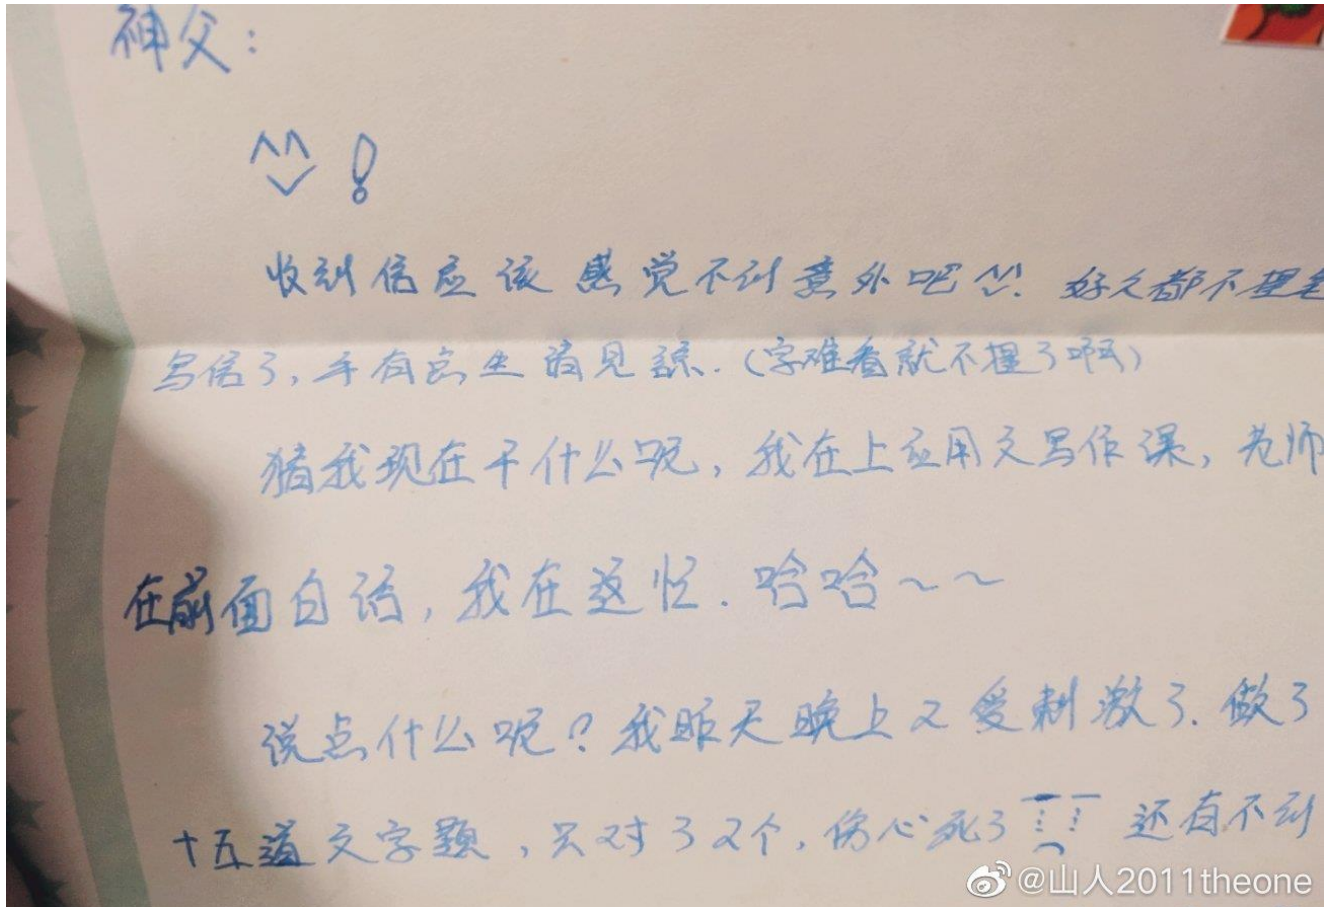 神父：
^^ !
收到信应该感觉不到意外吧^^. 好久都不提笔
写信了,手有点生请见諒.(字难看就不提了啊)
猜我现在干什么呢,我在上应用文写作课,老师
在前面白话,我在这忙.哈哈～～
说点什么呢?我昨天晚上又受刺激了.做了
十五道文字题,只对了2个,伤心死了 还有不到
@山人2011theone